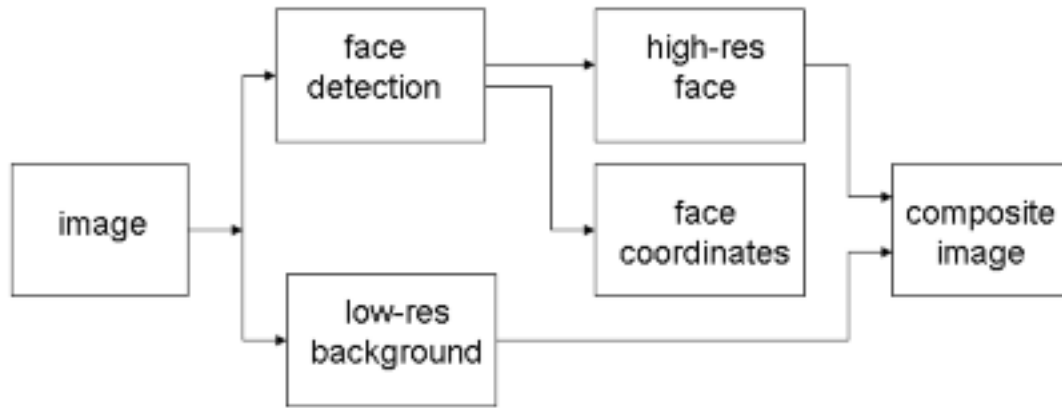 face
detection
high-res
face
image
face
coordinates
composite
image
low-res
background